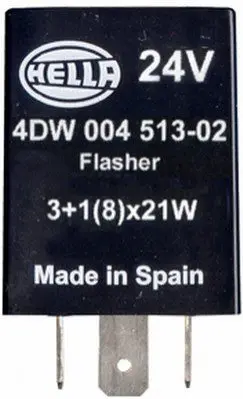 HELLA 24V
4DW 004 513-02
Flasher
3+1(8)x21W
Made in Spain